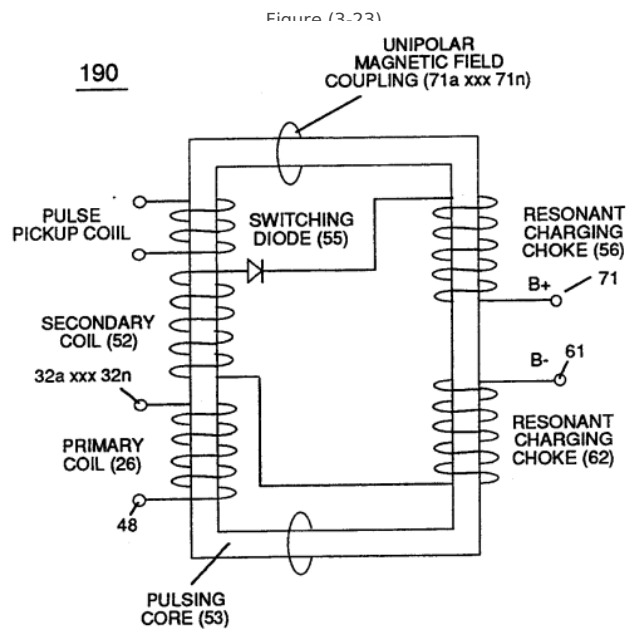 Figure (3-23)
190
UNIPOLAR
MAGNETIC FIELD
COUPLING (71a xxx 71n)
PULSE
PICKUP COIIL
SWITCHING
DIODE (55)
RESONANT
CHARGING
CHOKE (56)
B+
71
SECONDARY
COIL (52)
32a xxx 32n
B-
61
PRIMARY
COIL (26)
RESONANT
CHARGING
CHOKE (62)
48
PULSING
CORE (53)